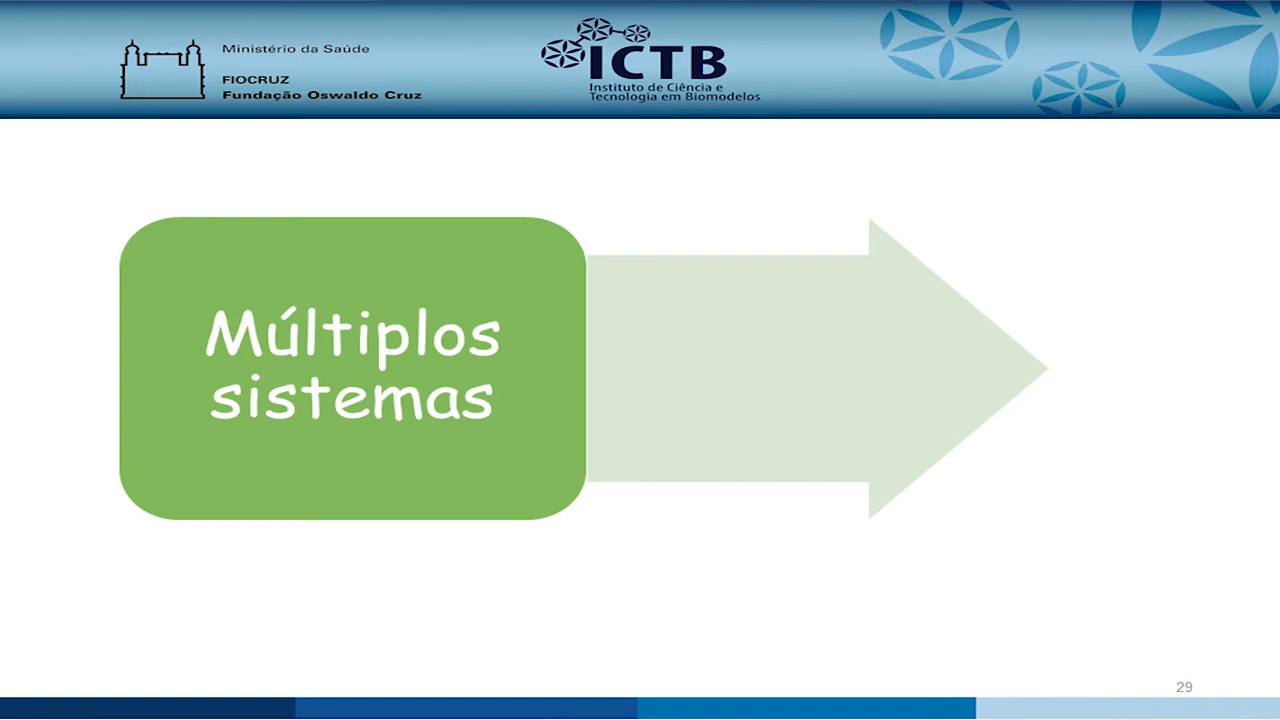 Ministério da Saúde
FIOCRUZ
Fundação Oswaldo Cruz
ICTB
Instituto de Ciência e
Tecnologia em Biomodelos
Múltiplos
sistemas
29